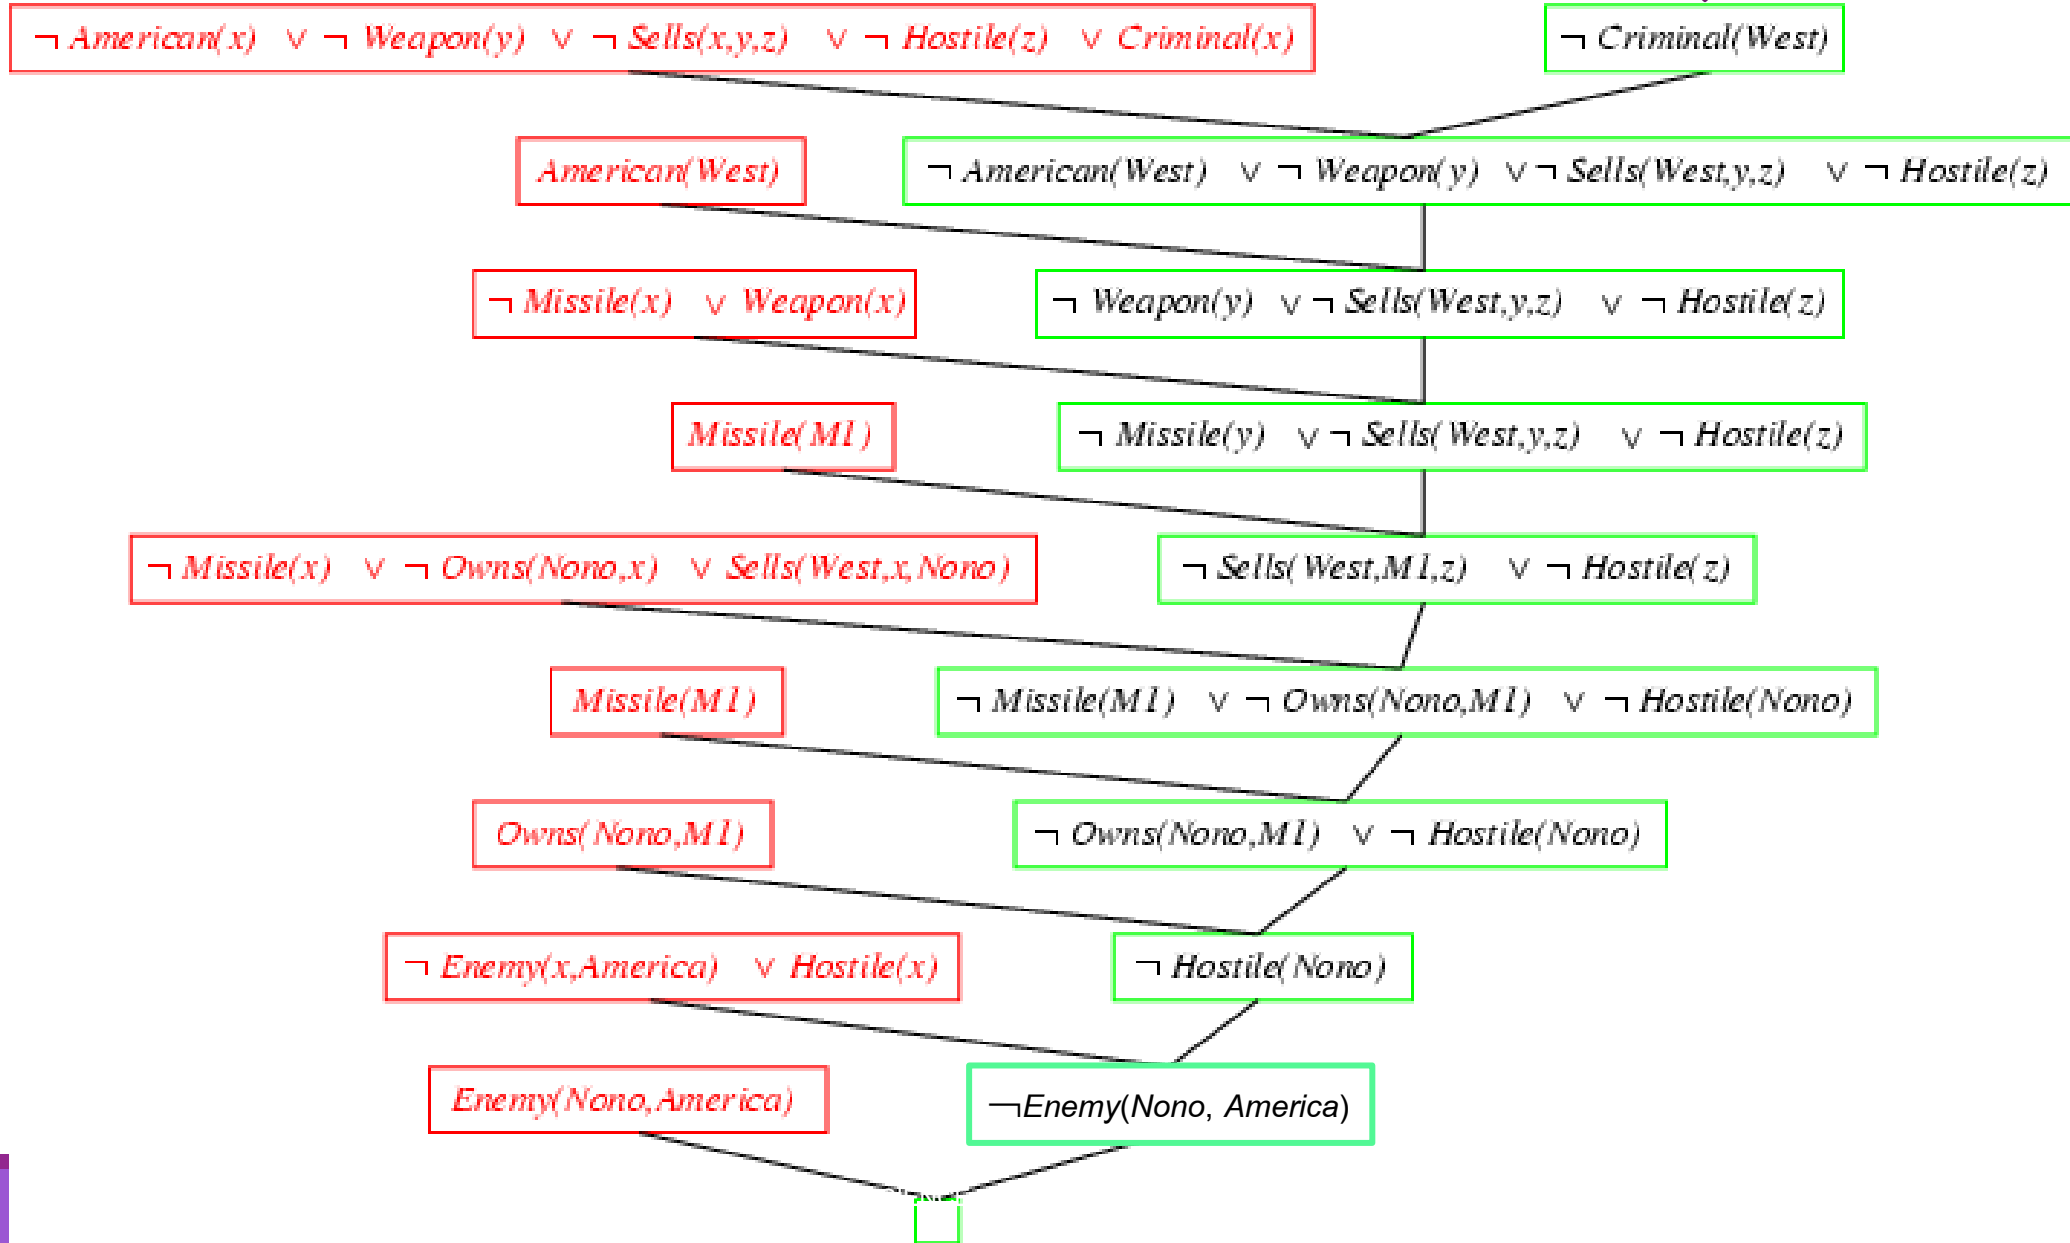 ¬ American(x) ∨ ¬ Weapon(y) ∨ ¬ Sells(x,y,z) ∨ ¬ Hostile(z) ∨ Criminal(x)
¬ Criminal(West)
American(West)
¬ American(West) ∨ ¬ Weapon(y) ∨ ¬ Sells(West,y,z) ∨ ¬ Hostile(z)
¬ Missile(x) ∨ Weapon(x)
¬ Weapon(y) ∨ ¬ Sells(West,y,z) ∨ ¬ Hostile(z)
Missile(M1)
¬ Missile(y) ∨ ¬ Sells(West,y,z) ∨ ¬ Hostile(z)
¬ Missile(x) ∨ ¬ Owns(Nono,x) ∨ Sells(West,x,Nono)
¬ Sells(West,M1,z) ∨ ¬ Hostile(z)
Missile(M1)
¬ Missile(M1) ∨ ¬ Owns(Nono,M1) ∨ ¬ Hostile(Nono)
Owns(Nono,M1)
¬ Owns(Nono,M1) ∨ ¬ Hostile(Nono)
¬ Enemy(x,America) ∨ Hostile(x)
¬ Hostile(Nono)
Enemy(Nono,America)
¬Enemy(Nono, America)